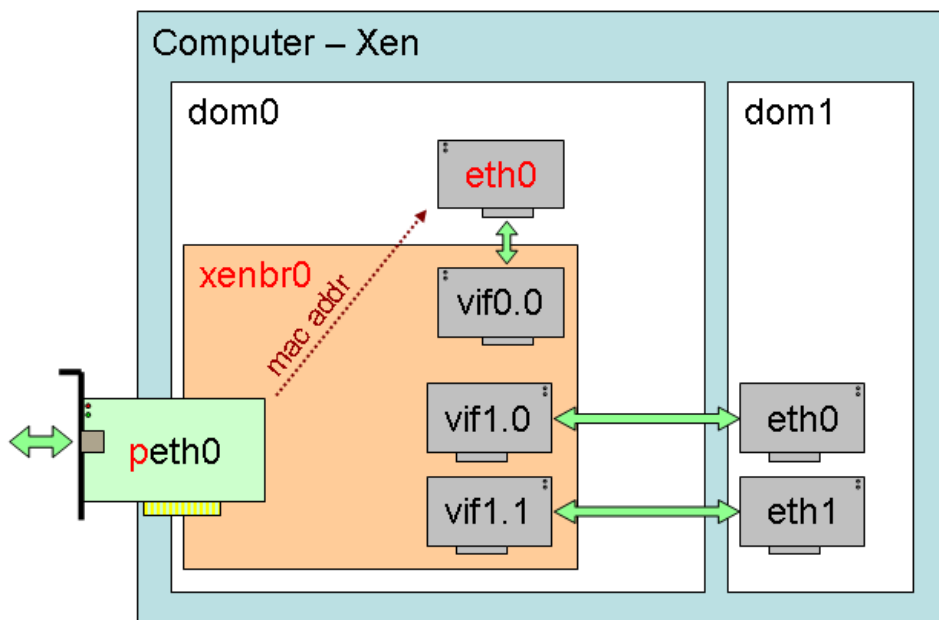 Computer – Xen
dom0
dom1
eth0
xenbr0
mac addr
vif0.0
vif1.0
eth0
peth0
vif1.1
eth1